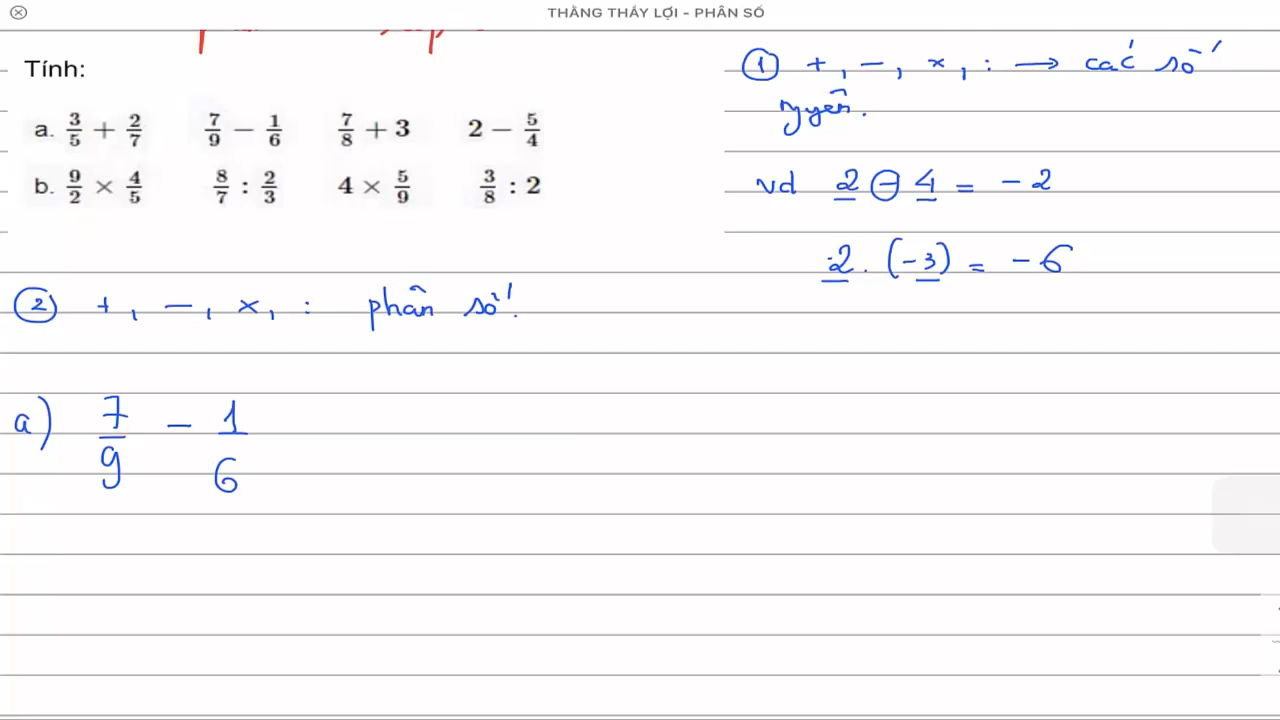 THẰNG THẦY LỢI - PHÂN SỐ
Tính:
a. 3/5 + 2/7   7/9 − 1/6   7/8 + 3   2 − 5/4
b. 9/2 × 4/5   8/7 : 2/3   4 × 5/9   3/8 : 2
① +, −, ×, : → các số
nguyên.
vd 2 − 4 = −2
2 . (−3) = −6
② +, −, ×, : phân số.
a) 7/9 − 1/6